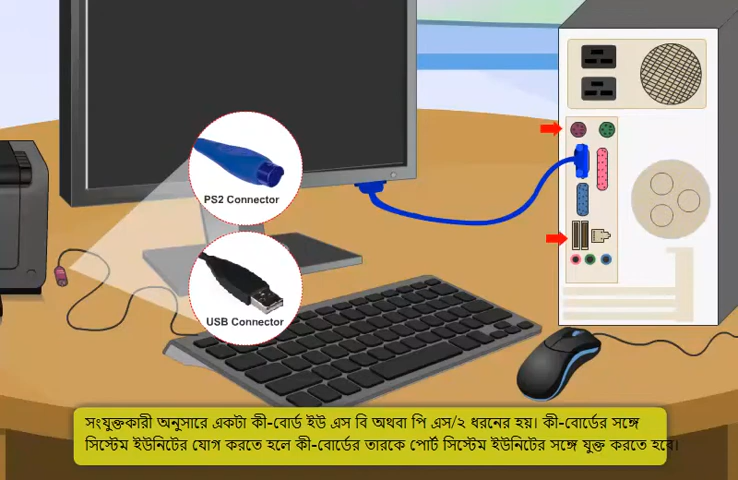 PS2 Connector
USB Connector
সংযুক্তকারী অনুসারে একটা কী-বোর্ড ইউ এস বি অথবা পি এস/২ ধরনের হয়। কী-বোর্ডের সঙ্গে
সিস্টেম ইউনিটের যোগ করতে হলে কী-বোর্ডের তারকে পোর্ট সিস্টেম ইউনিটের সঙ্গে যুক্ত করতে হবে।